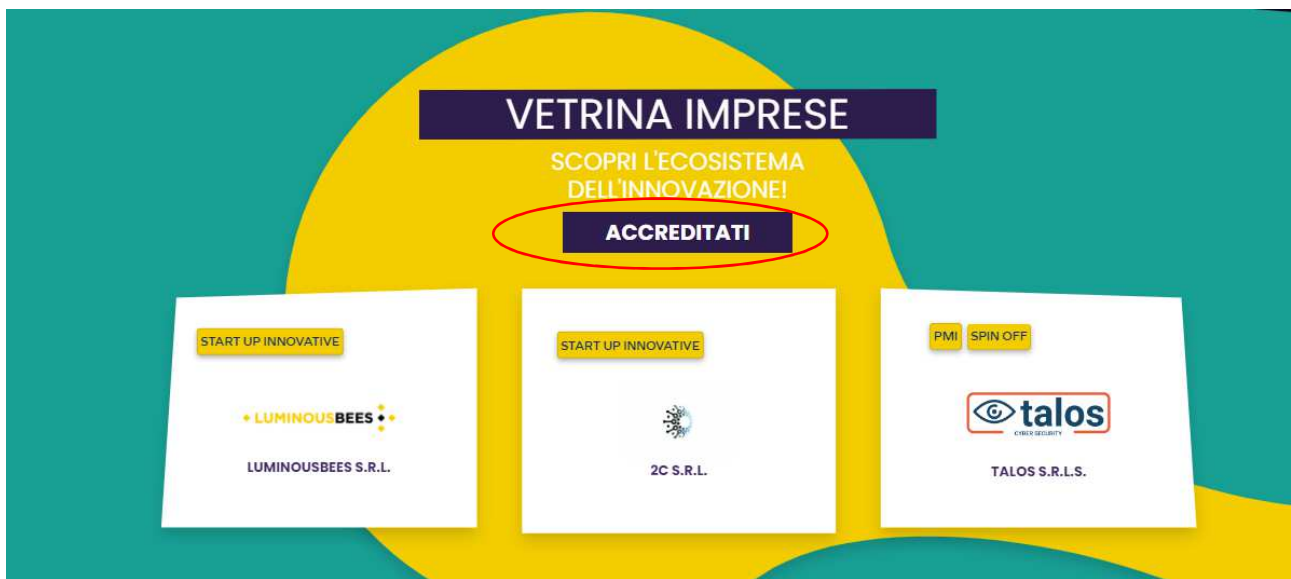 VETRINA IMPRESE
SCOPRI L'ECOSISTEMA
DELL'INNOVAZIONE!
ACCREDITATI
START UP INNOVATIVE
LUMINOUSBEES
LUMINOUSBEES S.R.L.
START UP INNOVATIVE
2C S.R.L.
PMI SPIN OFF
talos
CYBER SECURITY
TALOS S.R.L.S.